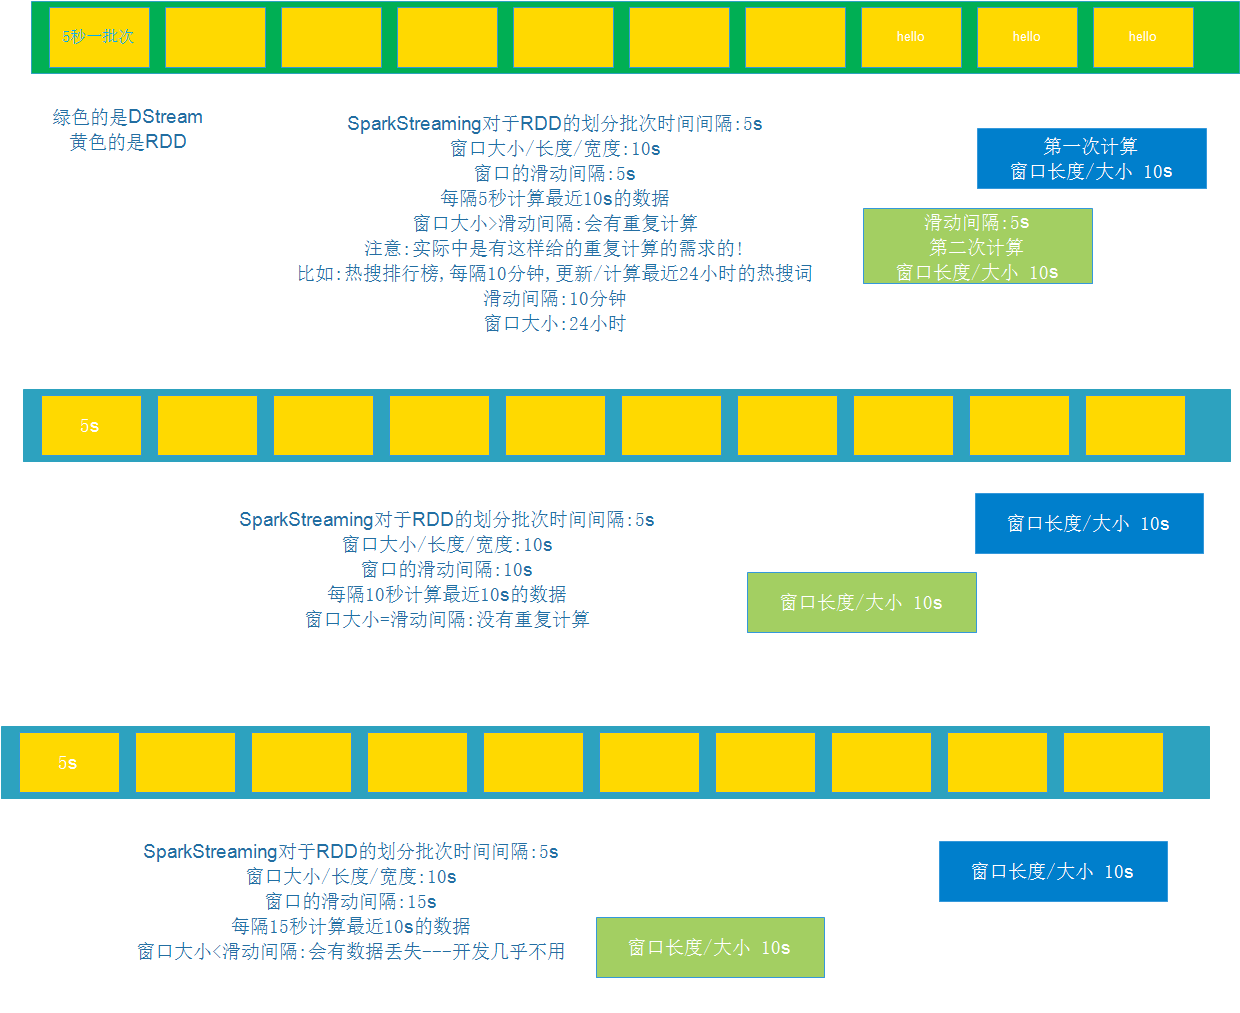 5秒一批次
hello
hello
hello
绿色的是DStream
黄色的是RDD
SparkStreaming对于RDD的划分批次时间间隔:5s
窗口大小/长度/宽度:10s
窗口的滑动间隔:5s
每隔5秒计算最近10s的数据
窗口大小>滑动间隔:会有重复计算
注意:实际中是有这样给的重复计算的需求的!
比如:热搜排行榜,每隔10分钟,更新/计算最近24小时的热搜词
滑动间隔:10分钟
窗口大小:24小时
第一次计算
窗口长度/大小 10s
滑动间隔:5s
第二次计算
窗口长度/大小 10s
5s
SparkStreaming对于RDD的划分批次时间间隔:5s
窗口大小/长度/宽度:10s
窗口的滑动间隔:10s
每隔10秒计算最近10s的数据
窗口大小=滑动间隔:没有重复计算
窗口长度/大小 10s
窗口长度/大小 10s
5s
SparkStreaming对于RDD的划分批次时间间隔:5s
窗口大小/长度/宽度:10s
窗口的滑动间隔:15s
每隔15秒计算最近10s的数据
窗口大小<滑动间隔:会有数据丢失---开发几乎不用
窗口长度/大小 10s
窗口长度/大小 10s